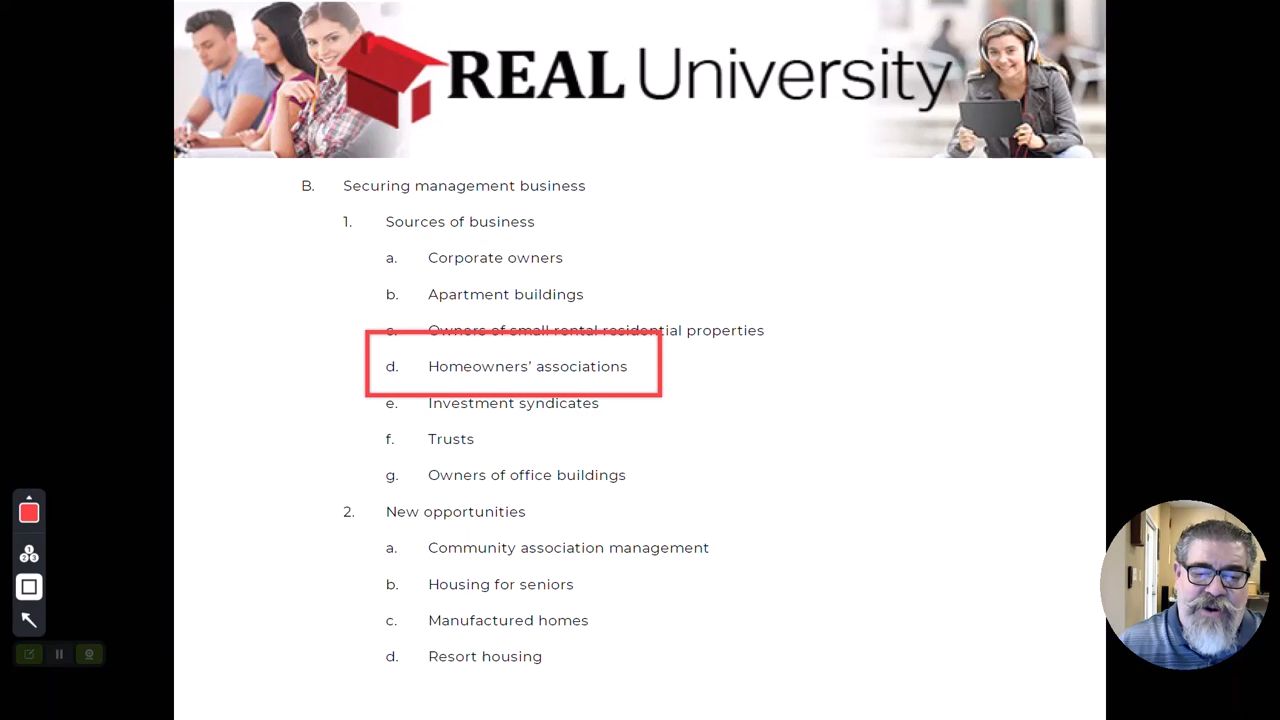 REAL University
B. Securing management business
1. Sources of business
a. Corporate owners
b. Apartment buildings
c. Owners of small rental residential properties
d. Homeowners’ associations
e. Investment syndicates
f. Trusts
g. Owners of office buildings
2. New opportunities
a. Community association management
b. Housing for seniors
c. Manufactured homes
d. Resort housing